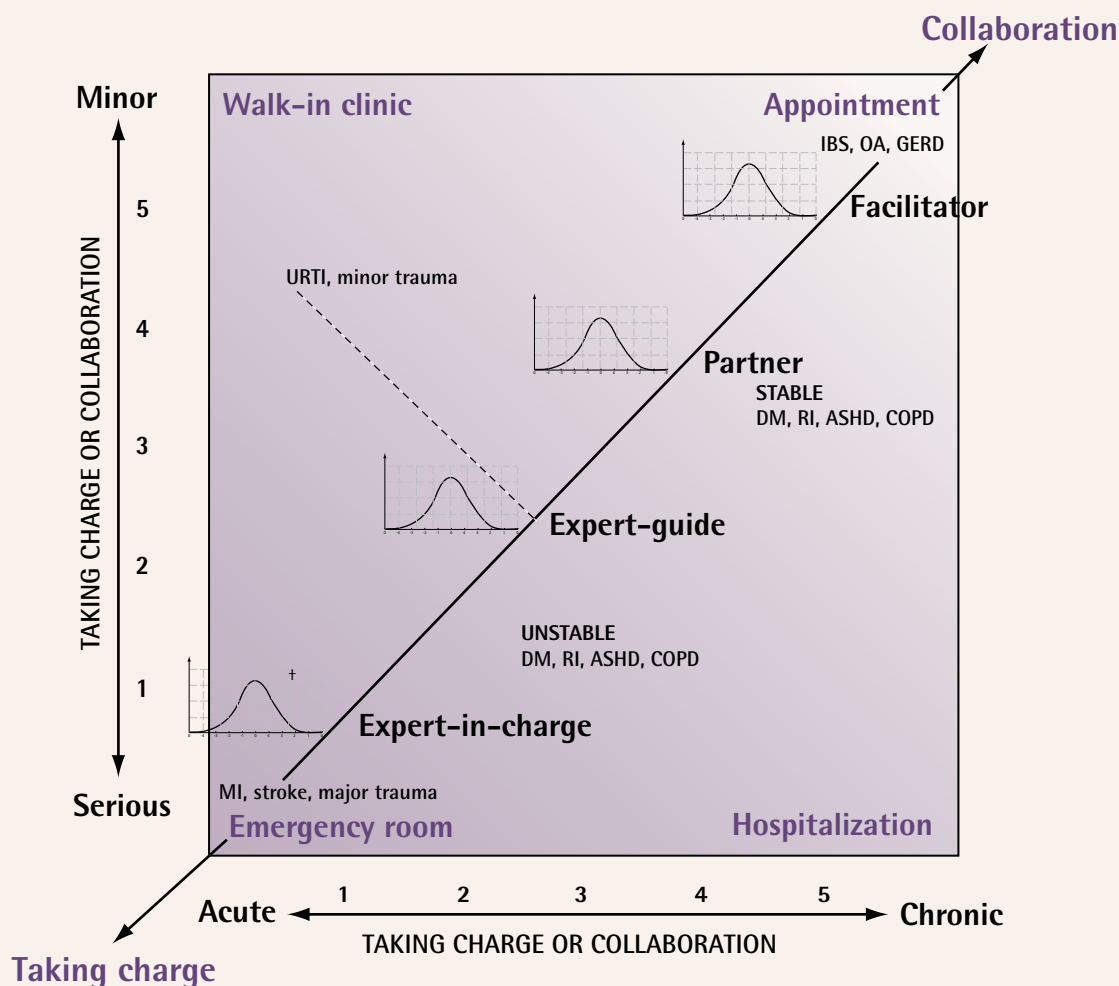 Collaboration
Minor
Walk-in clinic
Appointment
IBS, OA, GERD
5
Facilitator
URTI, minor trauma
4
Partner
STABLE
DM, RI, ASHD, COPD
3
TAKING CHARGE OR COLLABORATION
Expert-guide
2
UNSTABLE
DM, RI, ASHD, COPD
†
1
Expert-in-charge
MI, stroke, major trauma
Serious
Emergency room
Hospitalization
1 2 3 4 5
Acute
Chronic
TAKING CHARGE OR COLLABORATION
Taking charge